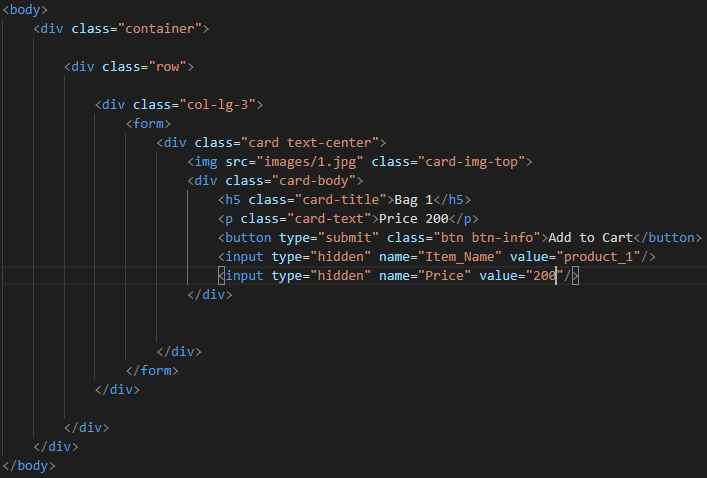 <body>
<div class="container">
<div class="row">
<div class="col-lg-3">
<form>
<div class="card text-center">
<img src="images/1.jpg" class="card-img-top">
<div class="card-body">
<h5 class="card-title">Bag 1</h5>
<p class="card-text">Price 200</p>
<button type="submit" class="btn btn-info">Add to Cart</button>
<input type="hidden" name="Item_Name" value="product_1"/>
<input type="hidden" name="Price" value="200"/>
</div>
</div>
</form>
</div>
</div>
</div>
</body>